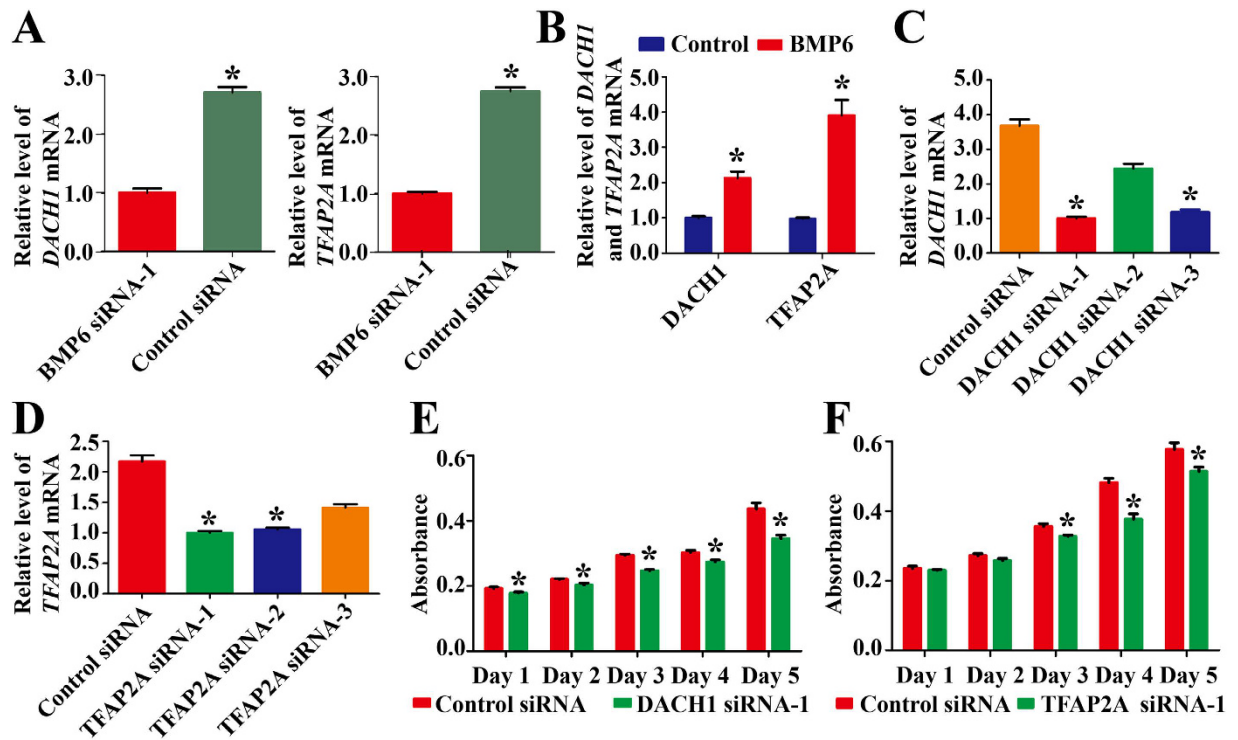 A
Relative level of
DACH1 mRNA
3.0
2.0
1.0
0.0
*
BMP6 siRNA-1
Control siRNA
Relative level of
TFAP2A mRNA
3.0
2.0
1.0
0.0
*
BMP6 siRNA-1
Control siRNA
B
Control BMP6
Relative level of DACH1
and TFAP2A mRNA
5.0
4.0
3.0
2.0
1.0
0.0
*
*
DACH1
TFAP2A
C
Relative level of
DACH1 mRNA
5.0
4.0
3.0
2.0
1.0
0.0
*
*
Control siRNA
DACH1 siRNA-1
DACH1 siRNA-2
DACH1 siRNA-3
D
Relative level of
TFAP2A mRNA
2.5
2.0
1.5
1.0
0.5
0.0
*
*
Control siRNA
TFAP2A siRNA-1
TFAP2A siRNA-2
TFAP2A siRNA-3
E
Absorbance
0.6
0.4
0.2
0.0
* * * * *
Day 1 Day 2 Day 3 Day 4 Day 5
Control siRNA DACH1 siRNA-1
F
Absorbance
0.6
0.4
0.2
0.0
* * *
Day 1 Day 2 Day 3 Day 4 Day 5
Control siRNA TFAP2A siRNA-1